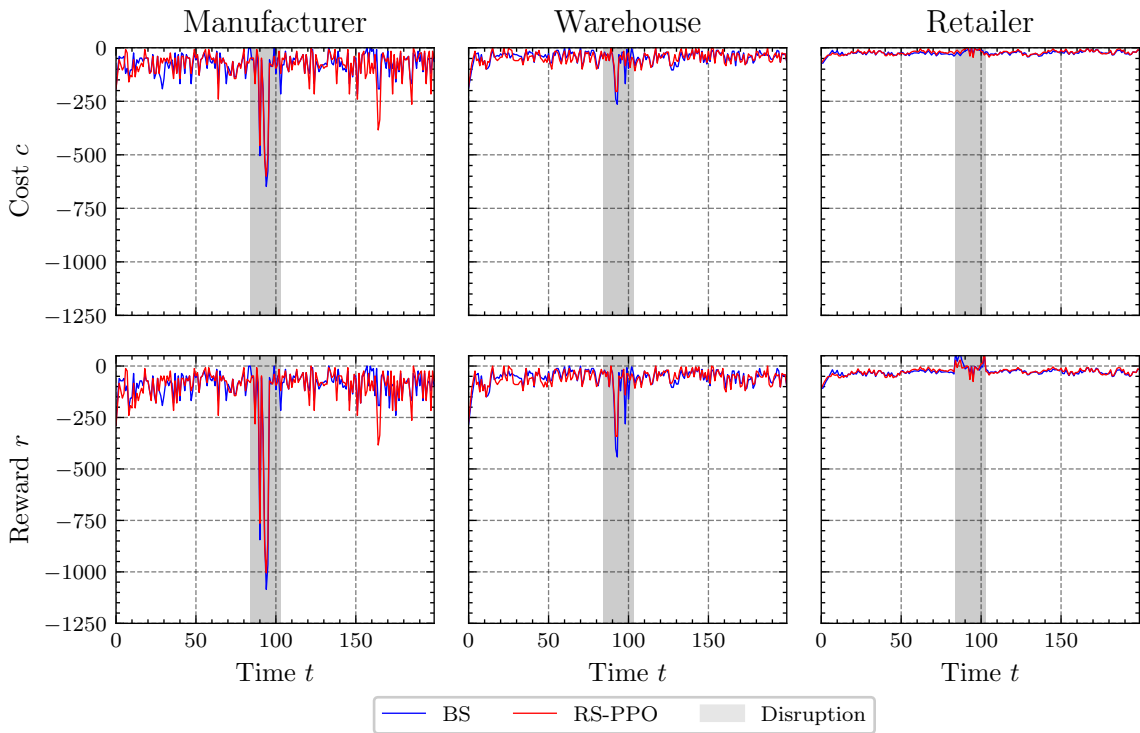 Manufacturer Warehouse Retailer
Cost c
0
−250
−500
−750
−1000
−1250
Reward r
0
−250
−500
−750
−1000
−1250
0 50 100 150 0 50 100 150 0 50 100 150
Time t Time t Time t
BS RS-PPO Disruption